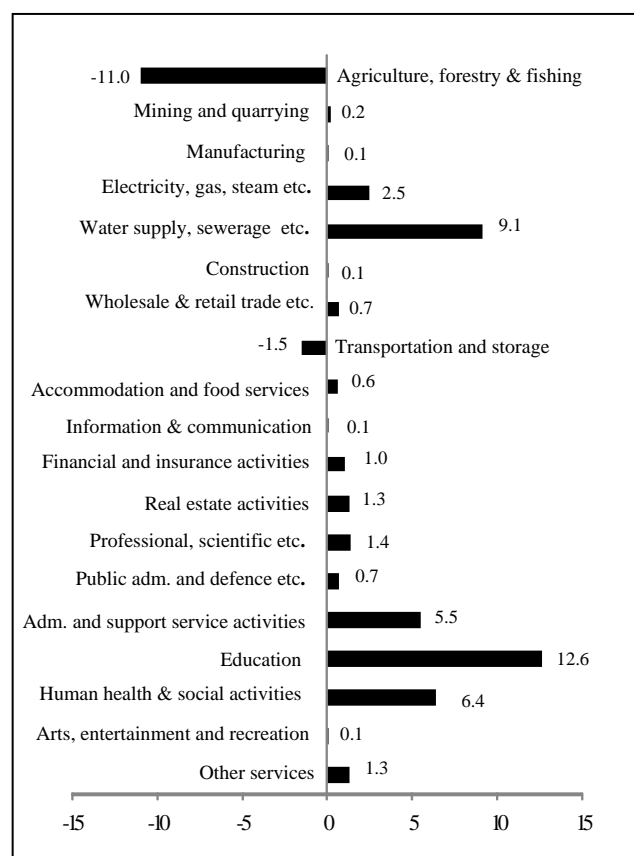 -11.0 Agriculture, forestry & fishing
Mining and quarrying 0.2
Manufacturing 0.1
Electricity, gas, steam etc. 2.5
Water supply, sewerage etc. 9.1
Construction 0.1
Wholesale & retail trade etc. 0.7
-1.5 Transportation and storage
Accommodation and food services 0.6
Information & communication 0.1
Financial and insurance activities 1.0
Real estate activities 1.3
Professional, scientific etc. 1.4
Public adm. and defence etc. 0.7
Adm. and support service activities 5.5
Education 12.6
Human health & social activities 6.4
Arts, entertainment and recreation 0.1
Other services 1.3
-15 -10 -5 0 5 10 15